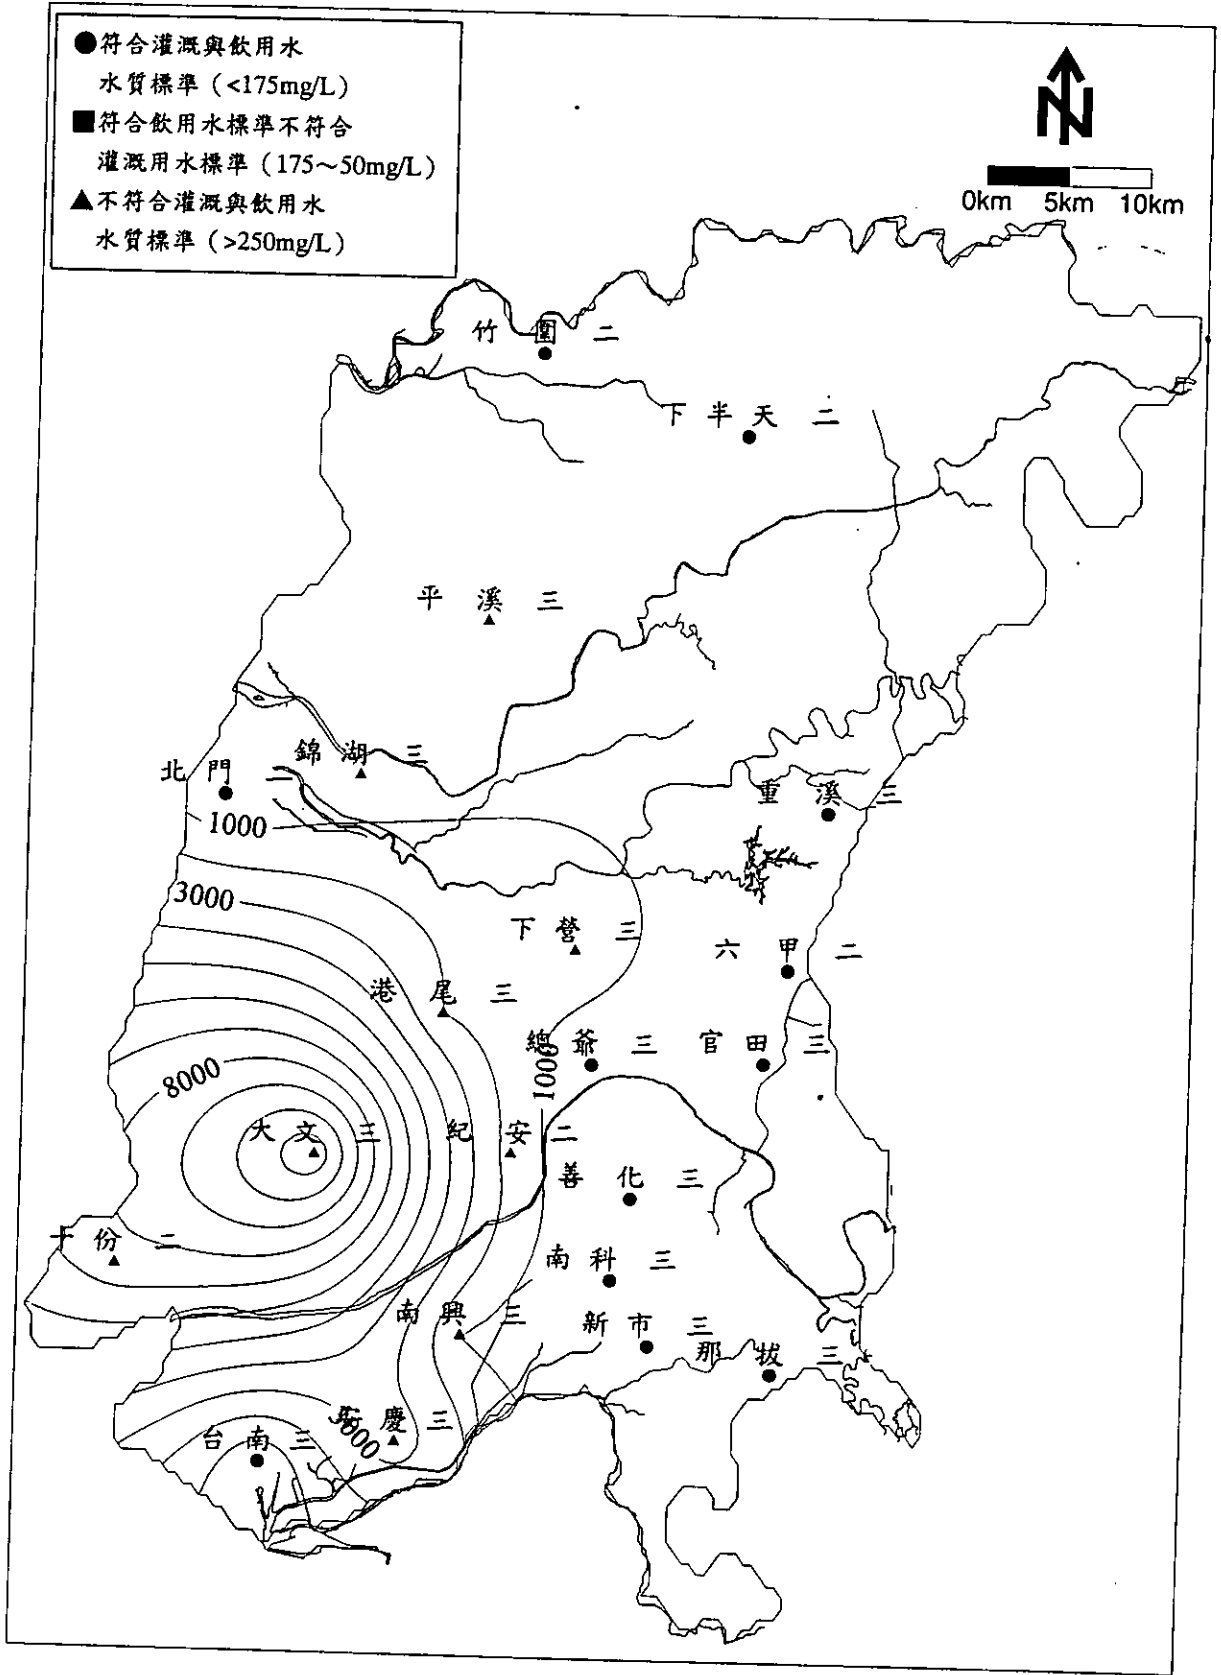 ●符合灌溉與飲用水
水質標準（<175mg/L）
■符合飲用水標準不符合
灌溉用水標準（175～50mg/L）
▲不符合灌溉與飲用水
水質標準（>250mg/L）
N
0km 5km 10km
竹圍二
下半天二
平溪三
錦湖三
北門二
重溪三
1000
3000
下營三
六甲二
港尾三
總爺三
官田三
1000
8000
大文三
紀安二
善化三
十份二
南科三
南興三
新市三
那拔三
安慶三
台南三